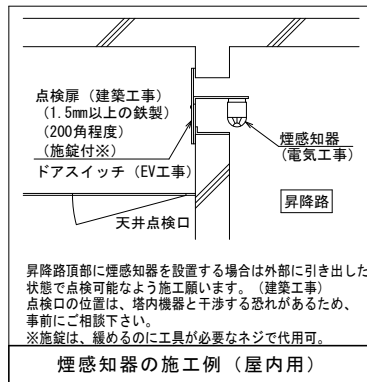 点検扉（建築工事）
（1.5mm以上の鉄製）
（200角程度）
（施錠付※）
ドアスイッチ（EV工事）
煙感知器
（電気工事）
昇降路
天井点検口
昇降路頂部に煙感知器を設置する場合は外部に引き出した
状態で点検可能なよう施工願います。（建築工事）
点検口の位置は、塔内機器と干渉する恐れがあるため、
事前にご相談下さい。
※施錠は、緩めるのに工具が必要なネジで代用可。
煙感知器の施工例（屋内用）